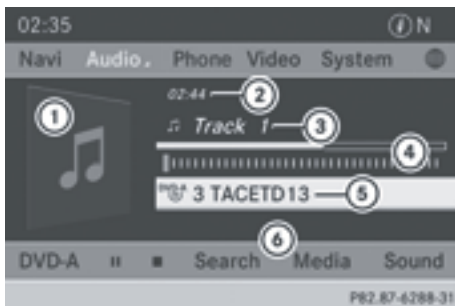 02:35 N
Navi Audio Phone Video System
02:44 2
1
Track 1 3
4
3 TACETD13 5
6
DVD-A Search Media Sound
P82.87-6288-31